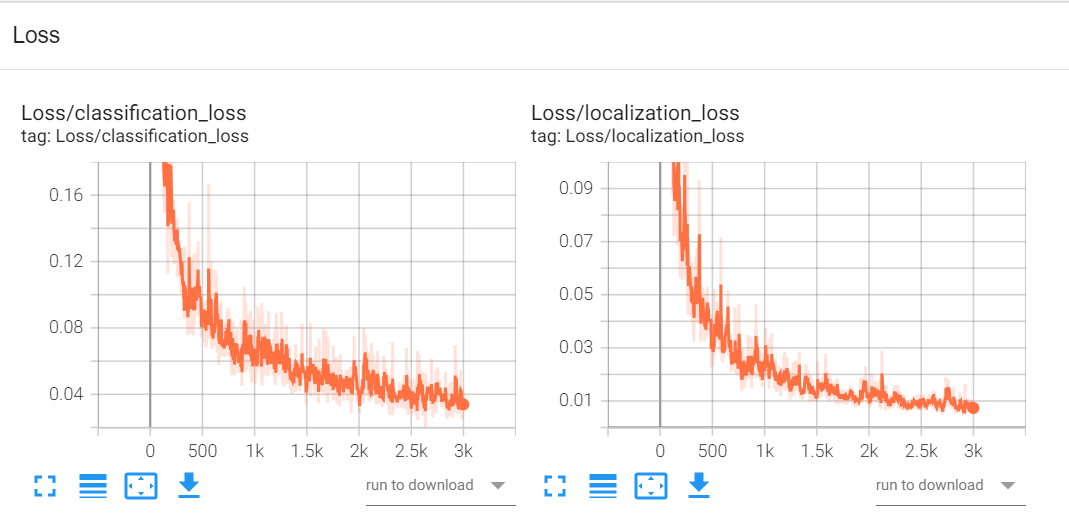 Loss
Loss/classification_loss
tag: Loss/classification_loss
0.16
0.12
0.08
0.04
0 500 1k 1.5k 2k 2.5k 3k
run to download
Loss/localization_loss
tag: Loss/localization_loss
0.09
0.07
0.05
0.03
0.01
0 500 1k 1.5k 2k 2.5k 3k
run to download